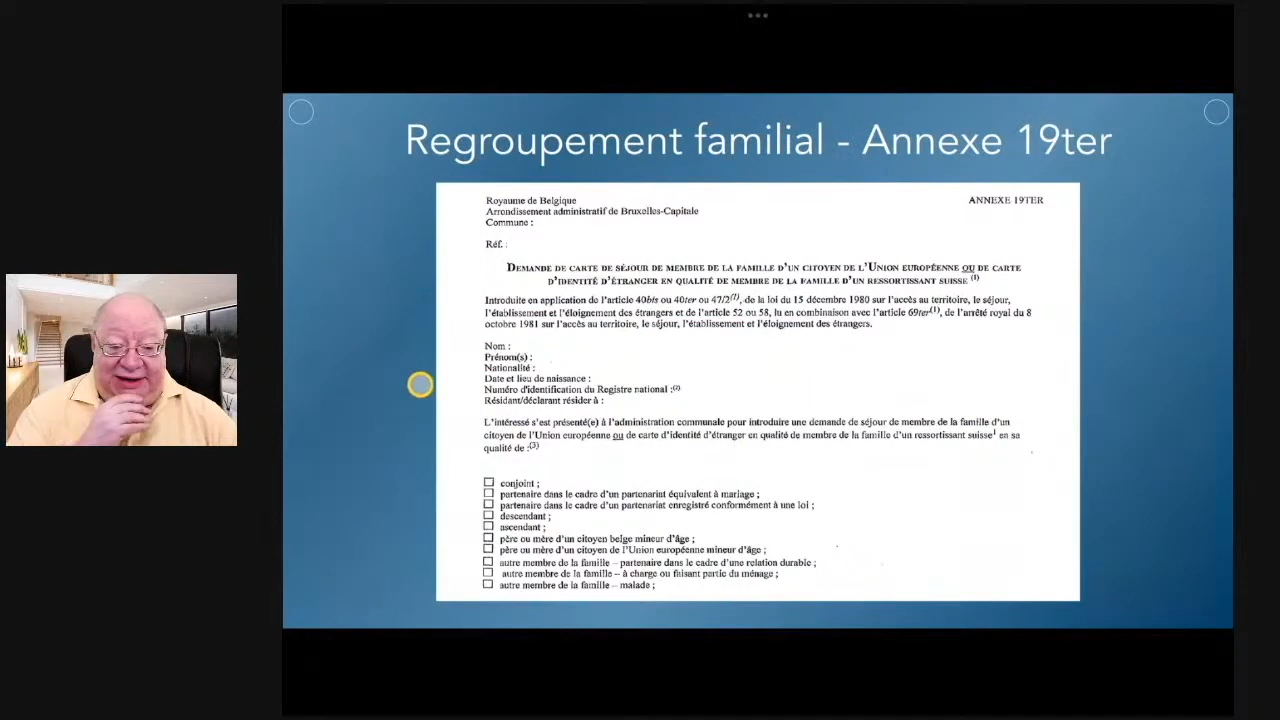 Regroupement familial - Annexe 19ter
Royaume de Belgique
ANNEXE 19TER
Arrondissement administratif de Bruxelles-Capitale
Commune :
Réf. :
DEMANDE DE CARTE DE SÉJOUR DE MEMBRE DE LA FAMILLE D'UN CITOYEN DE L'UNION EUROPÉENNE OU DE CARTE
D'IDENTITÉ D'ÉTRANGER EN QUALITÉ DE MEMBRE DE LA FAMILLE D'UN RESSORTISSANT SUISSE (1)
Introduite en application de l'article 40bis ou 40ter ou 47/2(1), de la loi du 15 décembre 1980 sur l'accès au territoire, le séjour,
l'établissement et l'éloignement des étrangers et de l'article 52 ou 58, lu en combinaison avec l'article 69ter(1), de l'arrêté royal du 8
octobre 1981 sur l'accès au territoire, le séjour, l'établissement et l'éloignement des étrangers.
Nom :
Prénom(s) :
Nationalité :
Date et lieu de naissance :
Numéro d'identification du Registre national :(2)
Résidant/déclarant résider à :
L'intéressé s'est présenté(e) à l'administration communale pour introduire une demande de séjour de membre de la famille d'un
citoyen de l'Union européenne ou de carte d'identité d'étranger en qualité de membre de la famille d'un ressortissant suisse1 en sa
qualité de :(3)
conjoint ;
partenaire dans le cadre d'un partenariat équivalent à mariage ;
partenaire dans le cadre d'un partenariat enregistré conformément à une loi ;
descendant ;
ascendant ;
père ou mère d'un citoyen belge mineur d'âge ;
père ou mère d'un citoyen de l'Union européenne mineur d'âge ;
autre membre de la famille – partenaire dans le cadre d'une relation durable ;
autre membre de la famille – à charge ou faisant partie du ménage ;
autre membre de la famille – malade ;